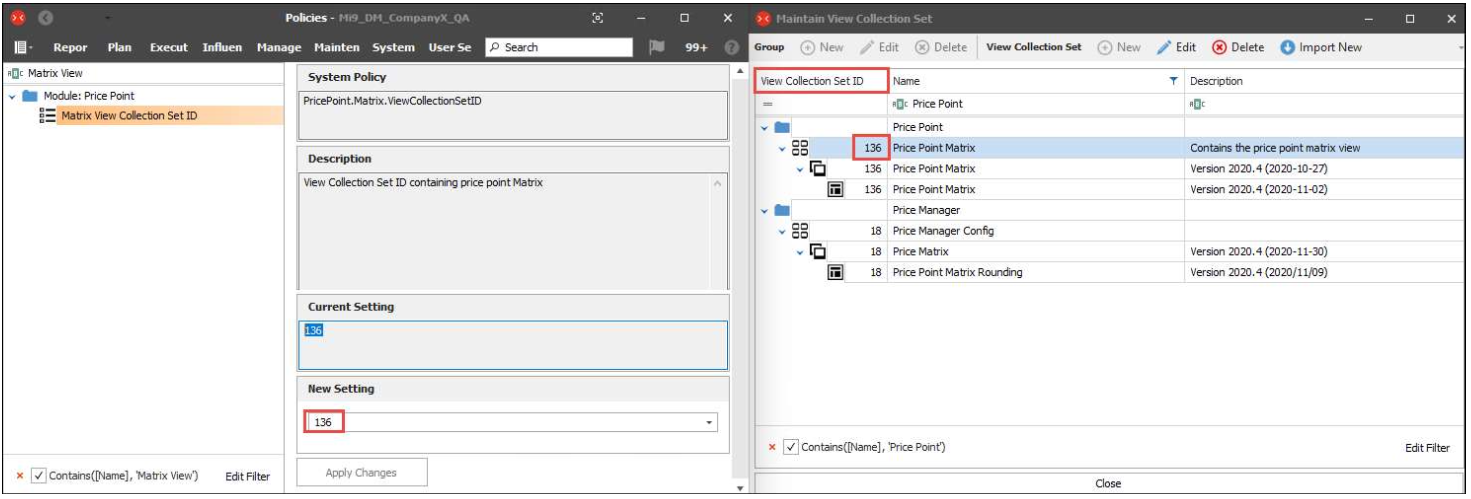 Policies - Mi9_DM_CompanyX_QA
Repor Plan Execut Influen Manage Mainten System User Se Search 99+
Matrix View
Module: Price Point
Matrix View Collection Set ID
Contains([Name], 'Matrix View') Edit Filter
System Policy
PricePoint.Matrix.ViewCollectionSetID
Description
View Collection Set ID containing price point Matrix
Current Setting
136
New Setting
136
Apply Changes
Maintain View Collection Set
Group New Edit Delete View Collection Set New Edit Delete Import New
View Collection Set ID Name Description
= Price Point
Price Point
136 Price Point Matrix Contains the price point matrix view
136 Price Point Matrix Version 2020.4 (2020-10-27)
136 Price Point Matrix Version 2020.4 (2020-11-02)
Price Manager
18 Price Manager Config
18 Price Matrix Version 2020.4 (2020-11-30)
18 Price Point Matrix Rounding Version 2020.4 (2020/11/09)
Contains([Name], 'Price Point') Edit Filter
Close